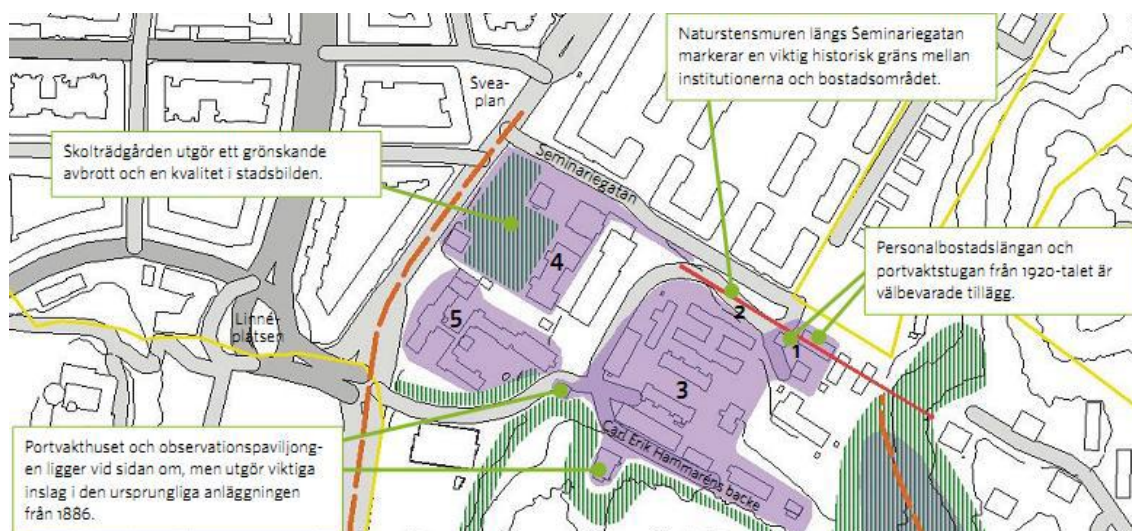 Naturstensmuren längs Seminariegatan
markerar en viktig historisk gräns mellan
institutionerna och bostadsområdet.
Svea-
plan
Skolträdgården utgör ett grönskande
avbrott och en kvalitet i stadsbilden.
Seminariegatan
Personalbostadslängan och
portvaktstugan från 1920-talet är
välbevarade tillägg.
4
2
5
Linné-
platsen
1
3
Carl Erik Hammaréns backe
Portvakthuset och observationspaviljong-
en ligger vid sidan om, men utgör viktiga
inslag i den ursprungliga anläggningen
från 1886.